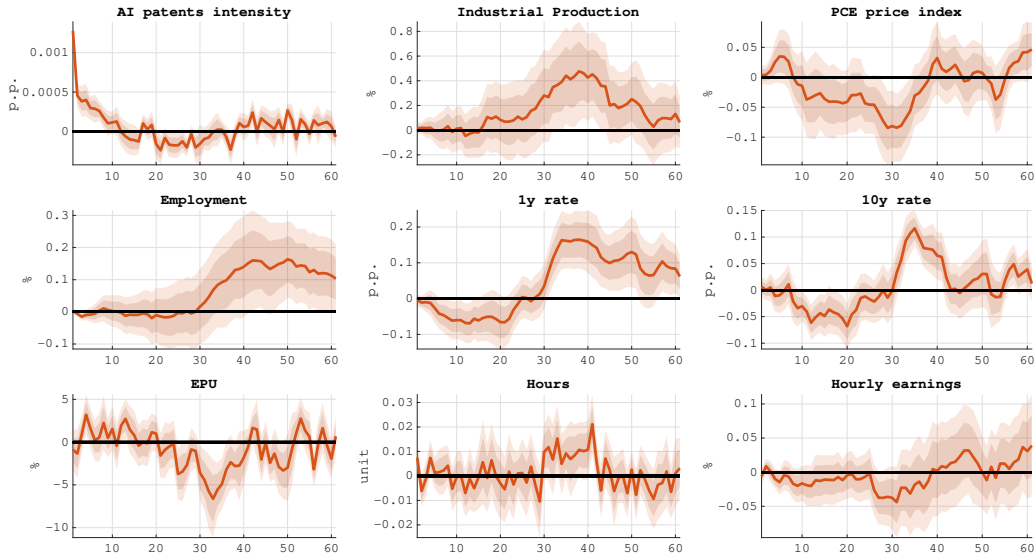 AI patents intensity
p.p.
0.001
0.0005
0
10 20 30 40 50 60
Industrial Production
%
0.8
0.6
0.4
0.2
0
-0.2
10 20 30 40 50 60
PCE price index
%
0.05
0
-0.05
-0.1
10 20 30 40 50 60
Employment
%
0.3
0.2
0.1
0
-0.1
10 20 30 40 50 60
1y rate
p.p.
0.2
0.1
0
-0.1
10 20 30 40 50 60
10y rate
p.p.
0.15
0.1
0.05
0
-0.05
-0.1
10 20 30 40 50 60
EPU
%
5
0
-5
-10
10 20 30 40 50 60
Hours
unit
0.03
0.02
0.01
0
-0.01
-0.02
10 20 30 40 50 60
Hourly earnings
%
0.1
0.05
0
-0.05
10 20 30 40 50 60